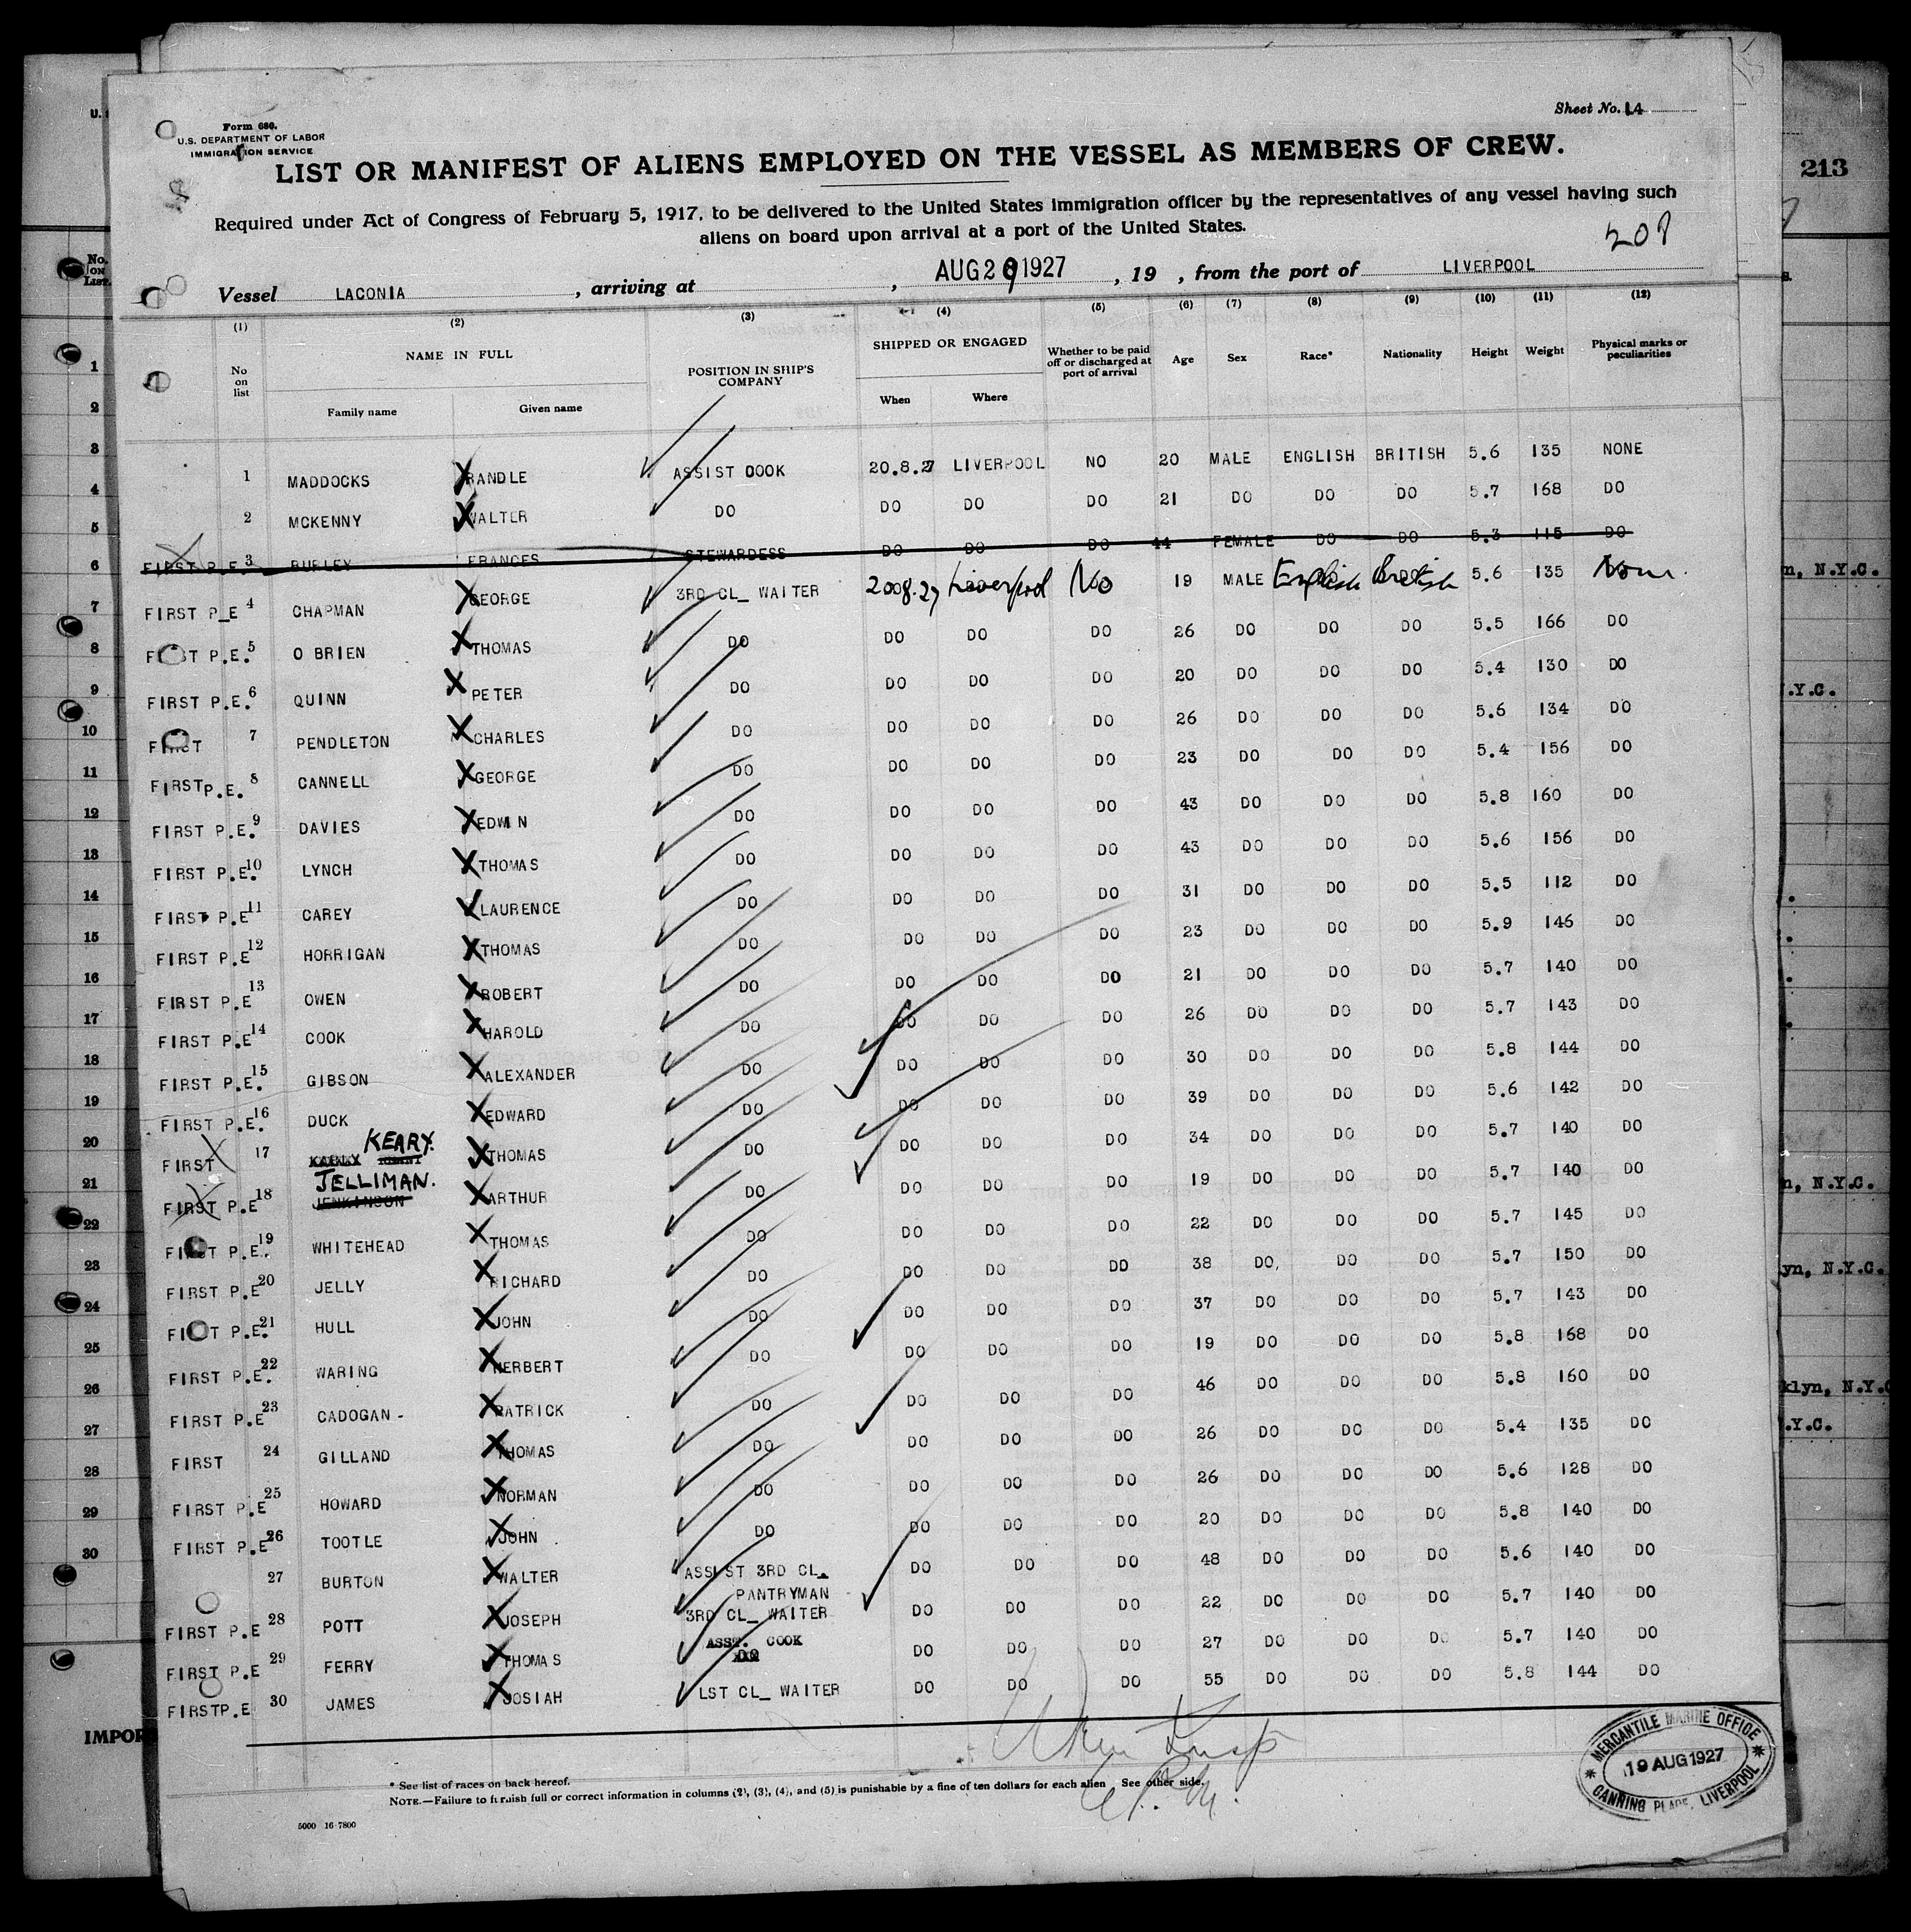 Sheet No. 14
Form 680.
U.S. DEPARTMENT OF LABOR
IMMIGRATION SERVICE
213
LIST OR MANIFEST OF ALIENS EMPLOYED ON THE VESSEL AS MEMBERS OF CREW.
Required under Act of Congress of February 5, 1917, to be delivered to the United States immigration officer by the representatives of any vessel having such
aliens on board upon arrival at a port of the United States.
Vessel LACONIA , arriving at , AUG 29 1927 , 19 , from the port of LIVERPOOL
(1) (2) (3) (4) (5) (6) (7) (8) (9) (10) (11) (12)
No on list NAME IN FULL Family name Given name POSITION IN SHIP'S COMPANY SHIPPED OR ENGAGED When Where Whether to be paid off or discharged at port of arrival Age Sex Race* Nationality Height Weight Physical marks or peculiarities
1 MADDOCKS RANDLE ASSIST COOK 20.8.27 LIVERPOOL NO 20 MALE ENGLISH BRITISH 5.6 135 NONE
2 MCKENNY WALTER DO DO DO DO 21 DO DO DO 5.7 168 DO
FIRST P.E. 3 BURLEY FRANCES STEWARDESS DO DO DO 44 FEMALE DO DO 5.3 115 DO
FIRST P_E 4 CHAPMAN GEORGE 3RD CL_ WAITER 20.8.27 Liverpool No 19 MALE English British 5.6 135 None.
FIRST P.E. 5 O BRIEN THOMAS DO DO DO DO 26 DO DO DO 5.5 166 DO
FIRST P.E. 6 QUINN PETER DO DO DO DO 20 DO DO DO 5.4 130 DO
FIRST 7 PENDLETON CHARLES DO DO DO DO 26 DO DO DO 5.6 134 DO
FIRST P.E. 8 CANNELL GEORGE DO DO DO DO 23 DO DO DO 5.4 156 DO
FIRST P.E. 9 DAVIES EDWIN DO DO DO DO 43 DO DO DO 5.8 160 DO
FIRST P.E. 10 LYNCH THOMAS DO DO DO DO 43 DO DO DO 5.6 156 DO
FIRST P.E 11 CAREY LAURENCE DO DO DO DO 31 DO DO DO 5.5 112 DO
FIRST P.E 12 HORRIGAN THOMAS DO DO DO DO 23 DO DO DO 5.9 146 DO
FIRST P.E 13 OWEN ROBERT DO DO DO DO 21 DO DO DO 5.7 140 DO
FIRST P.E 14 COOK HAROLD DO DO DO DO 26 DO DO DO 5.7 143 DO
FIRST P.E. 15 GIBSON ALEXANDER DO DO DO DO 30 DO DO DO 5.8 144 DO
FIRST P.E. 16 DUCK EDWARD DO DO DO DO 39 DO DO DO 5.6 142 DO
FIRST 17 KEARY. THOMAS DO DO DO DO 34 DO DO DO 5.7 140 DO
FIRST P.E 18 JENKINSON JELLIMAN. ARTHUR DO DO DO DO 19 DO DO DO 5.7 140 DO
FIRST P.E. 19 WHITEHEAD THOMAS DO DO DO DO 22 DO DO DO 5.7 145 DO
FIRST P.E 20 JELLY RICHARD DO DO DO DO 38 DO. DO DO 5.7 150 DO
FIRST P.E. 21 HULL JOHN DO DO DO DO 37 DO DO DO 5.7 143 DO
FIRST P.E. 22 WARING HERBERT DO DO DO DO 19 DO DO DO 5.8 168 DO
FIRST P.E 23 CADOGAN - PATRICK DO DO DO DO 46 DO DO DO 5.8 160 DO
FIRST 24 GILLAND THOMAS DO DO DO DO 26 DO DO DO 5.4 135 DO
FIRST P.E 25 HOWARD NORMAN DO DO DO DO 26 DO DO DO 5.6 128 DO
FIRST P.E 26 TOOTLE JOHN DO DO DO DO 20 DO DO DO 5.8 140 DO
27 BURTON WALTER ASSIST 3RD CL_ PANTRYMAN DO DO DO 48 DO DO DO 5.6 140 DO
FIRST P.E 28 POTT JOSEPH 3RD CL_ WAITER DO DO DO 22 DO DO DO 5.7 140 DO
FIRST P.E 29 FERRY THOMAS ASST. COOK DO DO DO 27 DO DO DO 5.7 140 DO
FIRST P.E 30 JAMES JOSIAH LST CL_ WAITER DO DO DO 55 DO DO DO 5.8 144 DO
MERCANTILE MARINE OFFICE
19 AUG 1927
CANNING PLACE, LIVERPOOL
* See list of races on back hereof.
NOTE.—Failure to furnish full or correct information in columns (2), (3), (4), and (5) is punishable by a fine of ten dollars for each alien See other side.
5000 16-7800